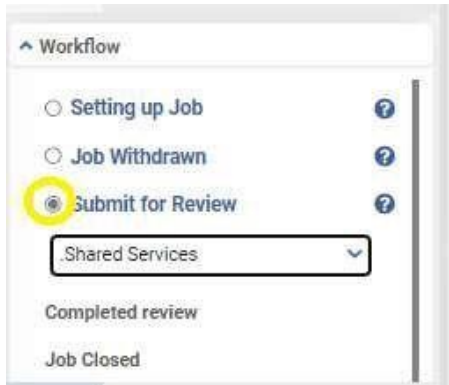 Workflow
Setting up Job
Job Withdrawn
Submit for Review
.Shared Services
Completed review
Job Closed